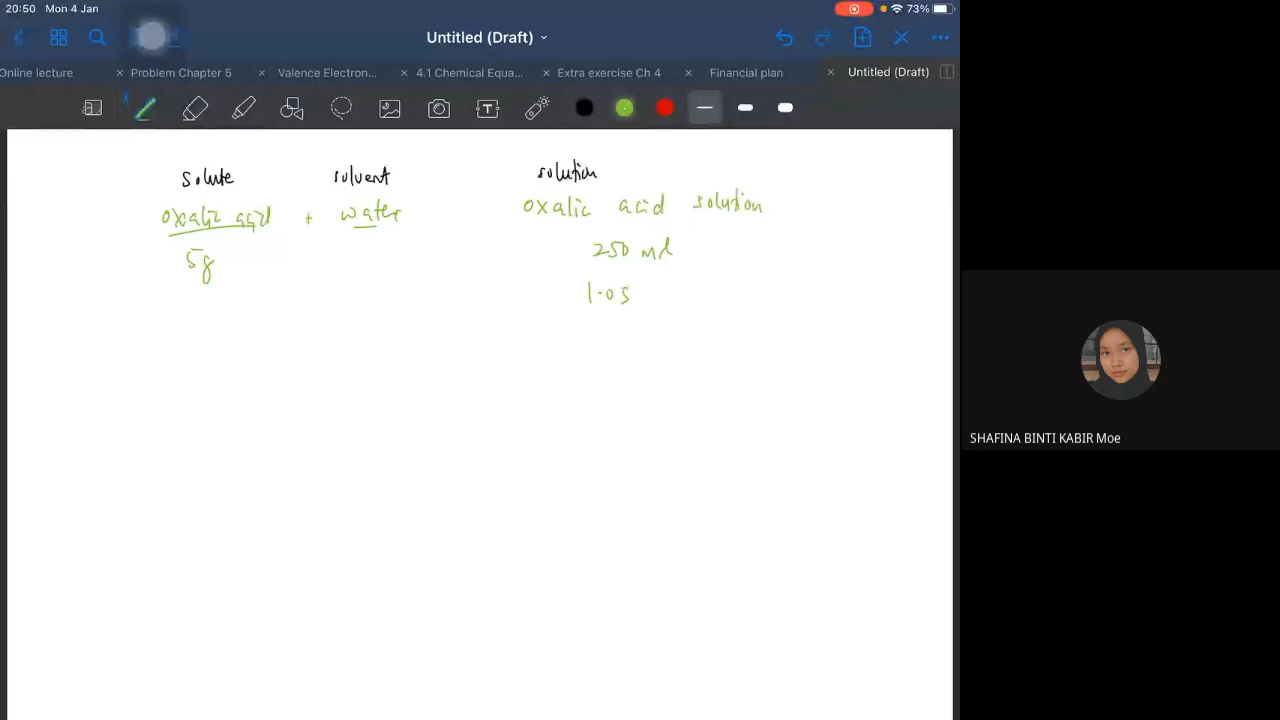 20:50 Mon 4 Jan
73%
Untitled (Draft)
Online lecture
Problem Chapter 5
Valence Electron...
4.1 Chemical Equa...
Extra exercise Ch 4
Financial plan
Untitled (Draft)
solute solvent solution
oxalic acid + water oxalic acid solution
5g 250 ml
1.05
SHAFINA BINTI KABIR Moe